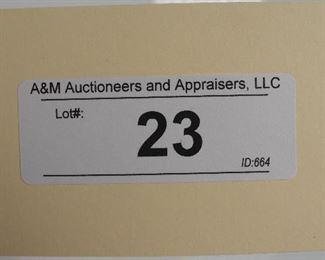 A&M Auctioneers and Appraisers, LLC
Lot#:
23
ID:664